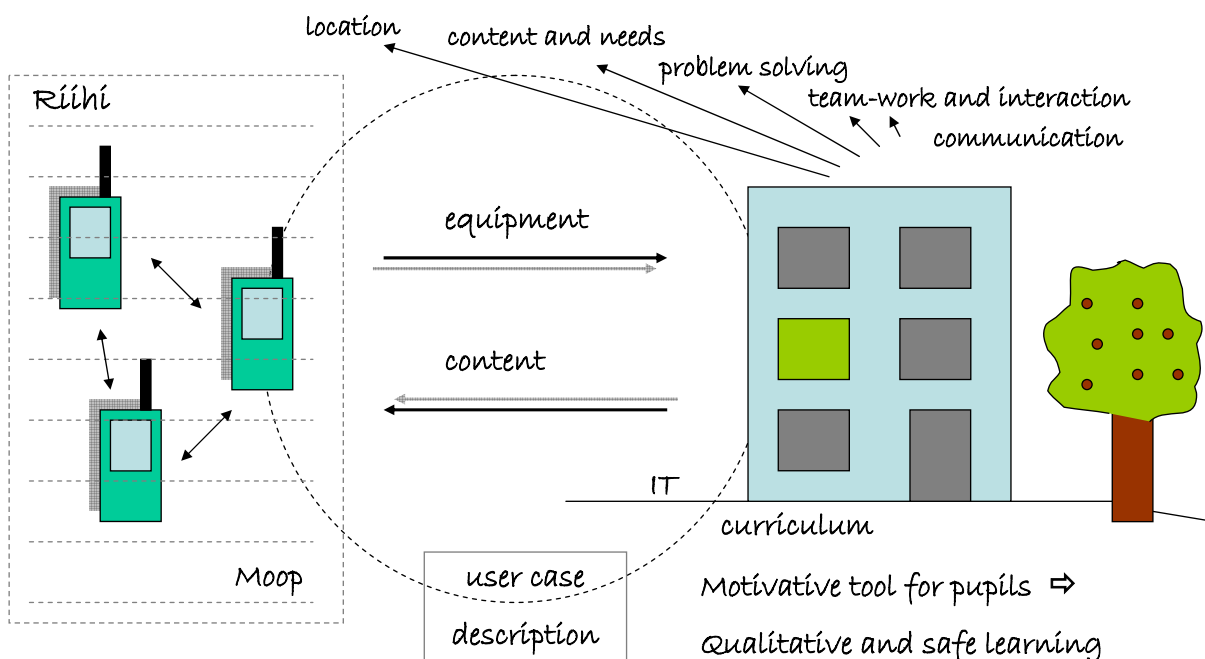 location
content and needs
problem solving
team-work and interaction
communication
Riihi
equipment
content
IT
curriculum
Moop
user case
description
Motivative tool for pupils ⇨
Qualitative and safe learning